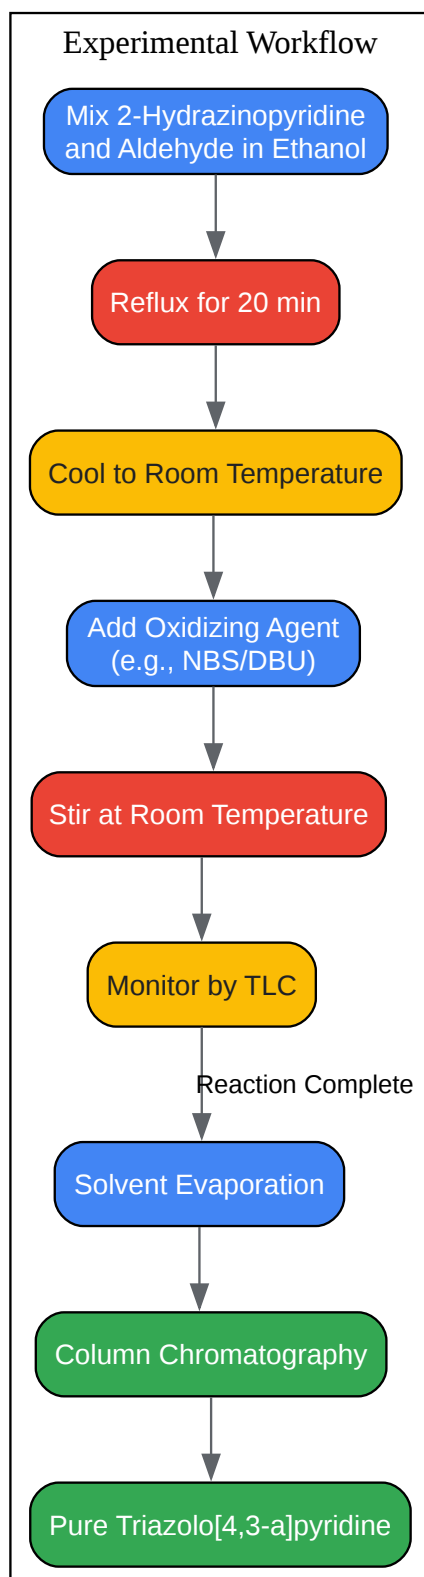 Experimental Workflow
Mix 2-Hydrazinopyridine
and Aldehyde in Ethanol
Reflux for 20 min
Cool to Room Temperature
Add Oxidizing Agent
(e.g., NBS/DBU)
Stir at Room Temperature
Monitor by TLC
Reaction Complete
Solvent Evaporation
Column Chromatography
Pure Triazolo[4,3-a]pyridine